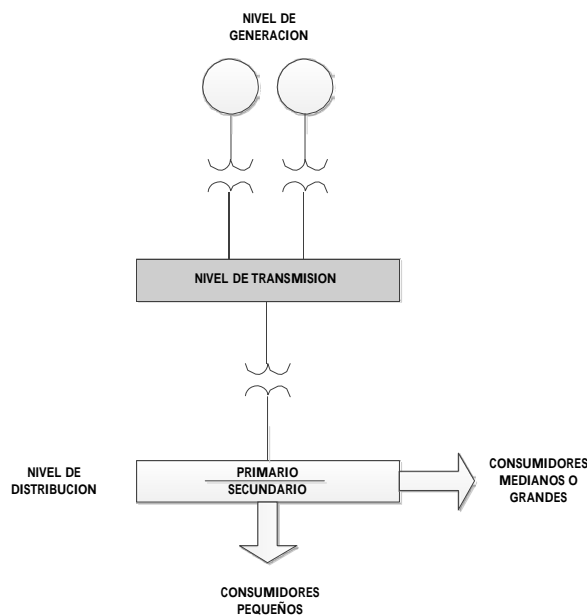 NIVEL DE
GENERACION
NIVEL DE TRANSMISION
NIVEL DE
DISTRIBUCION
PRIMARIO
SECUNDARIO
CONSUMIDORES
MEDIANOS O
GRANDES
CONSUMIDORES
PEQUEÑOS